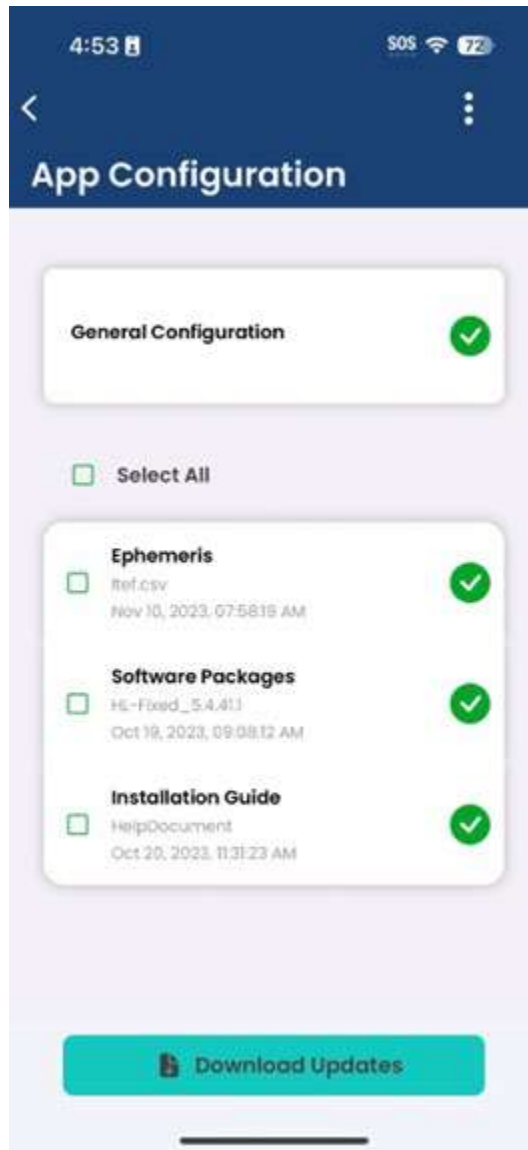 4:53
SOS 72
App Configuration
General Configuration
Select All
Ephemeris
ltef.csv
Nov 10, 2023, 07:58:19 AM
Software Packages
HL-Fixed_5.4.41.1
Oct 19, 2023, 09:08:12 AM
Installation Guide
HelpDocument
Oct 20, 2023, 11:31:23 AM
Download Updates